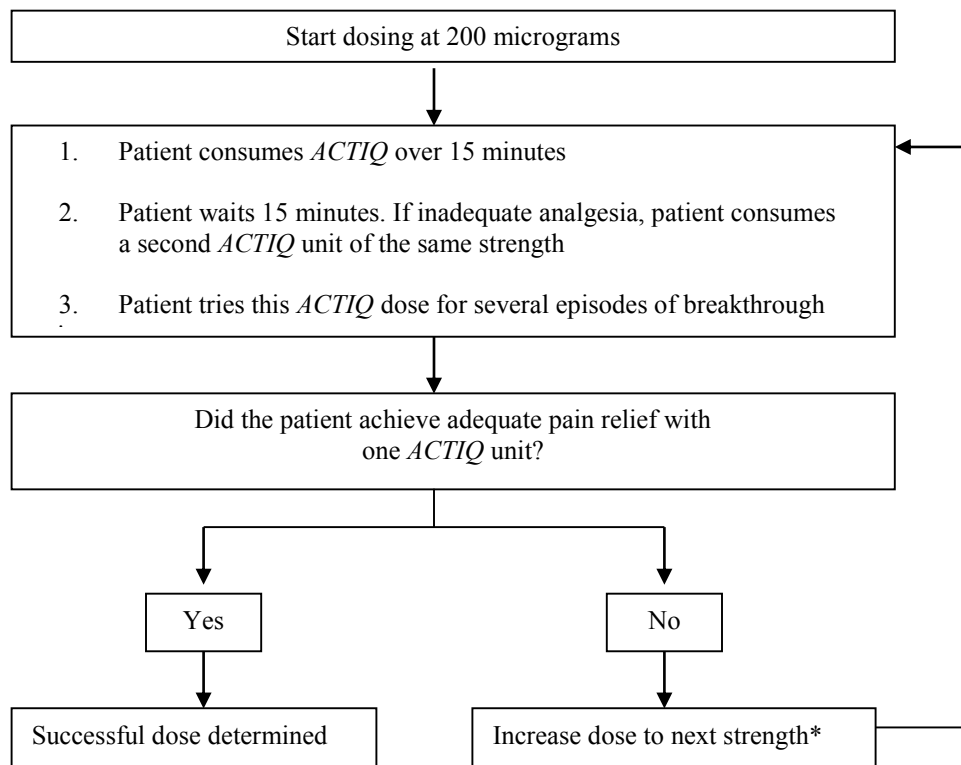 Start dosing at 200 micrograms
1. Patient consumes ACTIQ over 15 minutes
2. Patient waits 15 minutes. If inadequate analgesia, patient consumes
a second ACTIQ unit of the same strength
3. Patient tries this ACTIQ dose for several episodes of breakthrough
Did the patient achieve adequate pain relief with
one ACTIQ unit?
Yes
No
Successful dose determined
Increase dose to next strength*